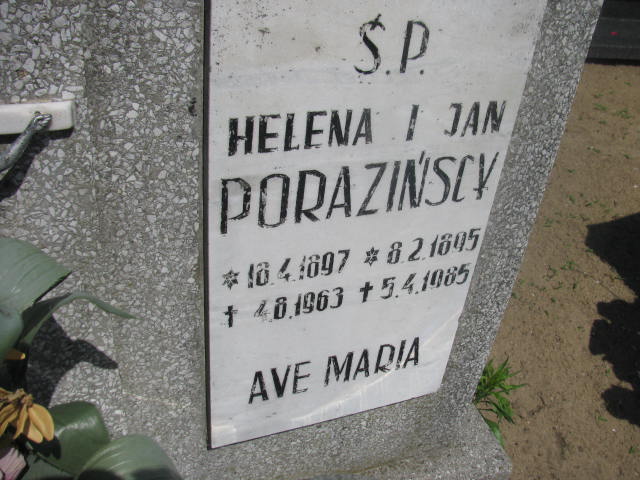 Ś.P.
HELENA I JAN
PORAZIŃSCY
* 18.4.1897 * 8.2.1895
† 4.8.1963 † 5.4.1985
AVE MARIA